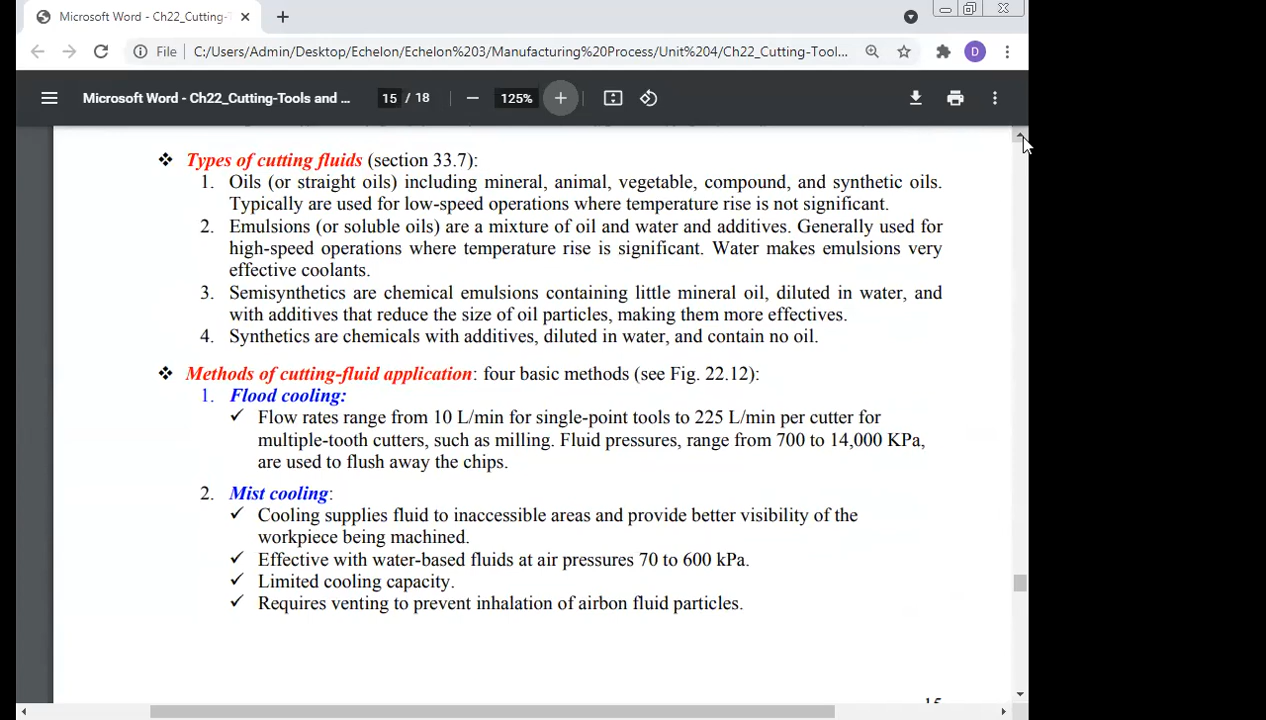 Microsoft Word - Ch22_Cutting-T
File C:/Users/Admin/Desktop/Echelon/Echelon%203/Manufacturing%20Process/Unit%204/Ch22_Cutting-Tool... D
Microsoft Word - Ch22_Cutting-Tools and ... 15 / 18 125%
❖ Types of cutting fluids (section 33.7):
1. Oils (or straight oils) including mineral, animal, vegetable, compound, and synthetic oils.
Typically are used for low-speed operations where temperature rise is not significant.
2. Emulsions (or soluble oils) are a mixture of oil and water and additives. Generally used for
high-speed operations where temperature rise is significant. Water makes emulsions very
effective coolants.
3. Semisynthetics are chemical emulsions containing little mineral oil, diluted in water, and
with additives that reduce the size of oil particles, making them more effectives.
4. Synthetics are chemicals with additives, diluted in water, and contain no oil.
❖ Methods of cutting-fluid application: four basic methods (see Fig. 22.12):
1. Flood cooling:
✓ Flow rates range from 10 L/min for single-point tools to 225 L/min per cutter for
multiple-tooth cutters, such as milling. Fluid pressures, range from 700 to 14,000 KPa,
are used to flush away the chips.
2. Mist cooling:
✓ Cooling supplies fluid to inaccessible areas and provide better visibility of the
workpiece being machined.
✓ Effective with water-based fluids at air pressures 70 to 600 kPa.
✓ Limited cooling capacity.
✓ Requires venting to prevent inhalation of airbon fluid particles.
15